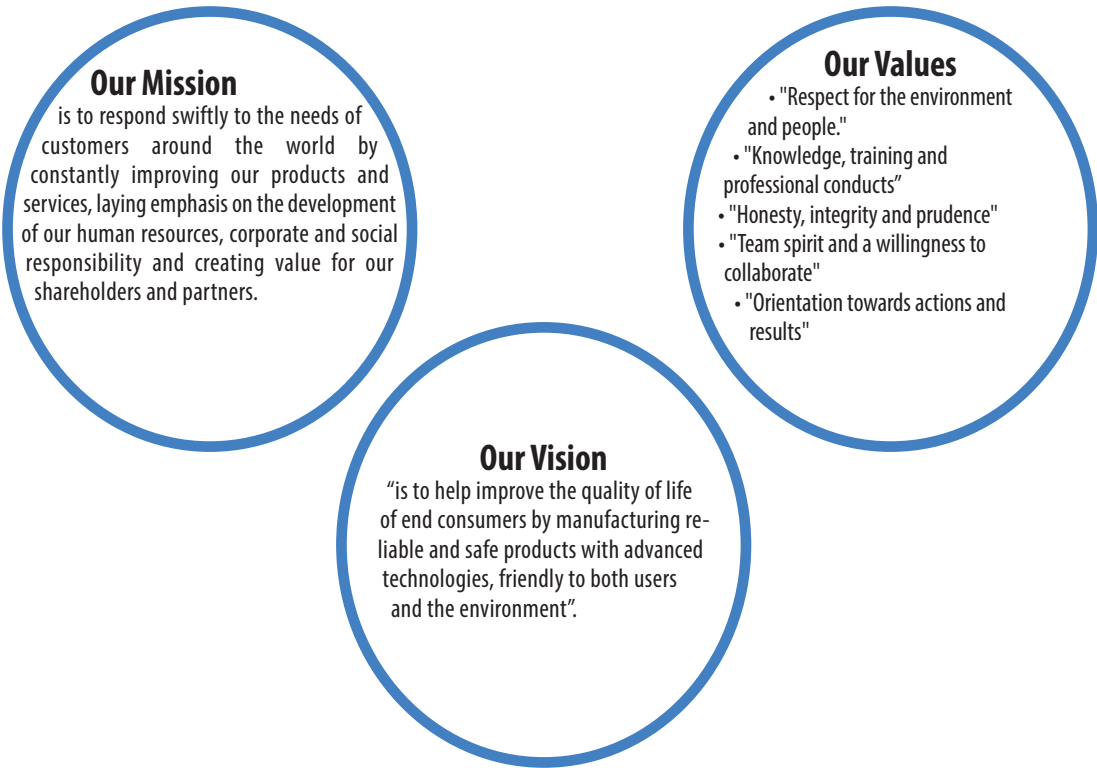 Our Mission
is to respond swiftly to the needs of
customers around the world by
constantly improving our products and
services, laying emphasis on the development
of our human resources, corporate and social
responsibility and creating value for our
shareholders and partners.
Our Values
• "Respect for the environment
and people."
• "Knowledge, training and
professional conducts”
• "Honesty, integrity and prudence"
• "Team spirit and a willingness to
collaborate"
• "Orientation towards actions and
results"
Our Vision
“is to help improve the quality of life
of end consumers by manufacturing re-
liable and safe products with advanced
technologies, friendly to both users
and the environment”.